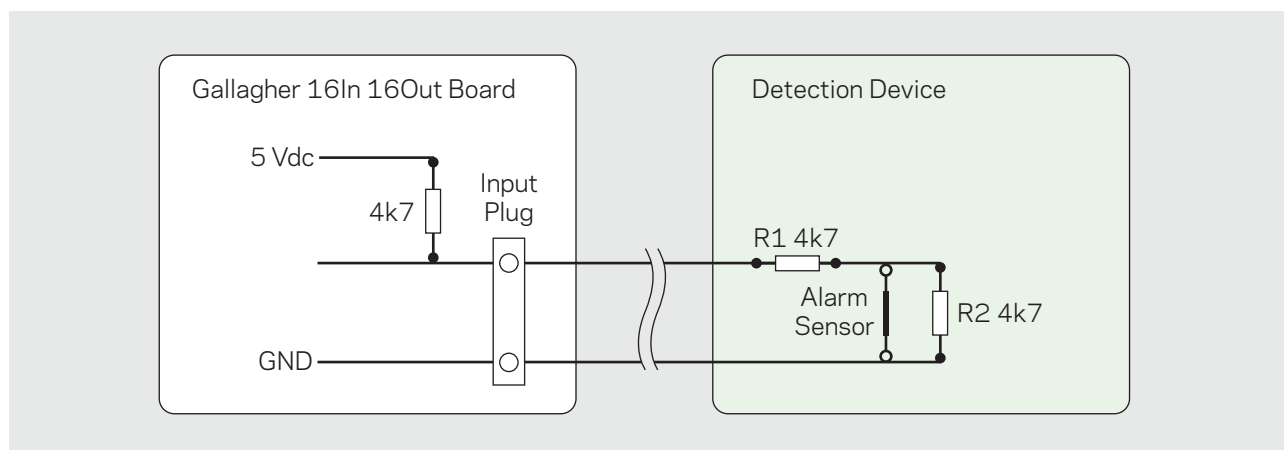 Gallagher 16In 16Out Board
5 Vdc
4k7
Input
Plug
GND
Detection Device
R1 4k7
Alarm
Sensor
R2 4k7